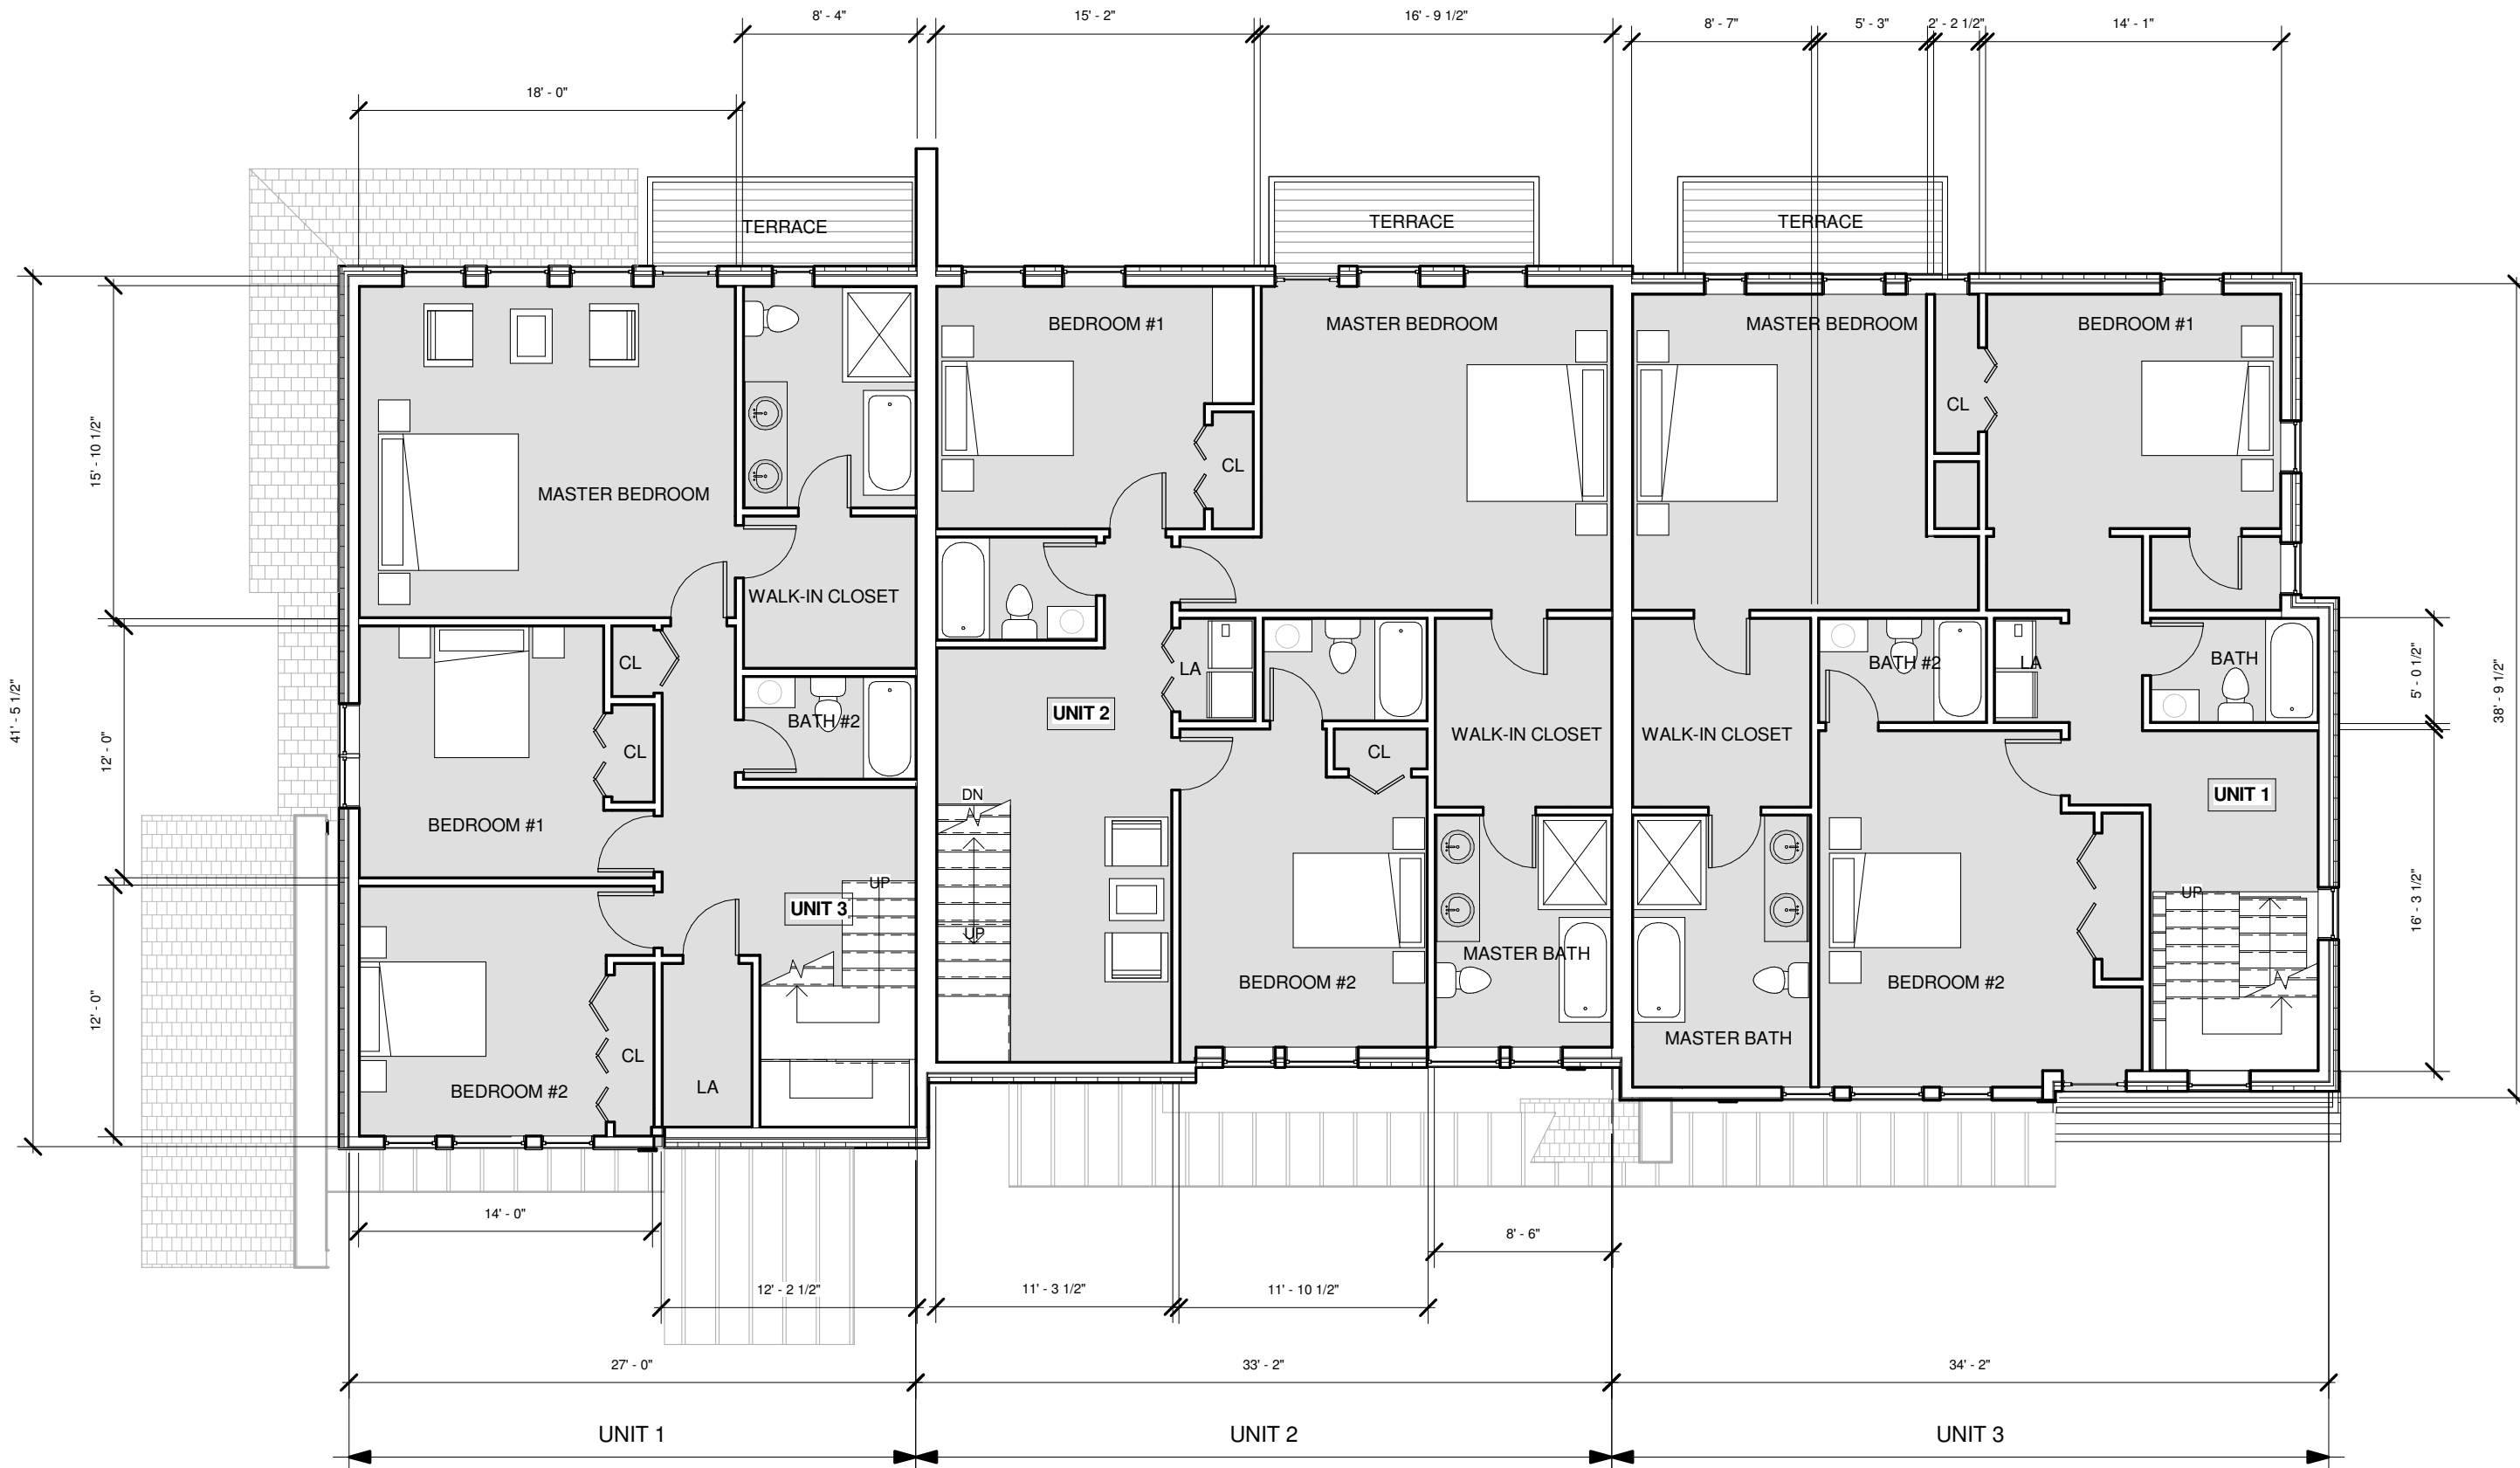 8' - 4"
15' - 2"
16' - 9 1/2"
8' - 7"
5' - 3"
2' - 2 1/2"
14' - 1"
18' - 0"
TERRACE
TERRACE
TERRACE
BEDROOM #1
MASTER BEDROOM
MASTER BEDROOM
BEDROOM #1
CL
15' - 10 1/2"
CL
MASTER BEDROOM
WALK-IN CLOSET
CL
LA
BATH #2
LA
BATH
5' - 0 1/2"
38' - 9 1/2"
41' - 5 1/2"
UNIT 2
BATH #2
12' - 0"
CL
CL
WALK-IN CLOSET
WALK-IN CLOSET
DN
UNIT 1
BEDROOM #1
UP
UNIT 3
UP
UP
16' - 3 1/2"
MASTER BATH
BEDROOM #2
BEDROOM #2
12' - 0"
MASTER BATH
CL
BEDROOM #2
LA
14' - 0"
8' - 6"
12' - 2 1/2"
11' - 3 1/2"
11' - 10 1/2"
27' - 0"
33' - 2"
34' - 2"
UNIT 1
UNIT 2
UNIT 3